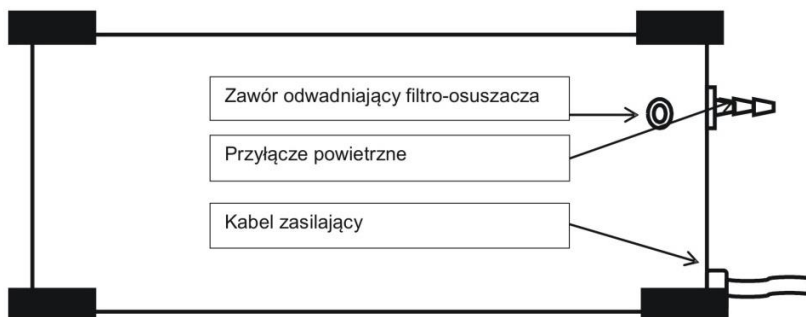 Zawór odwadniający filtro-osuszacza
Przyłącze powietrzne
Kabel zasilający